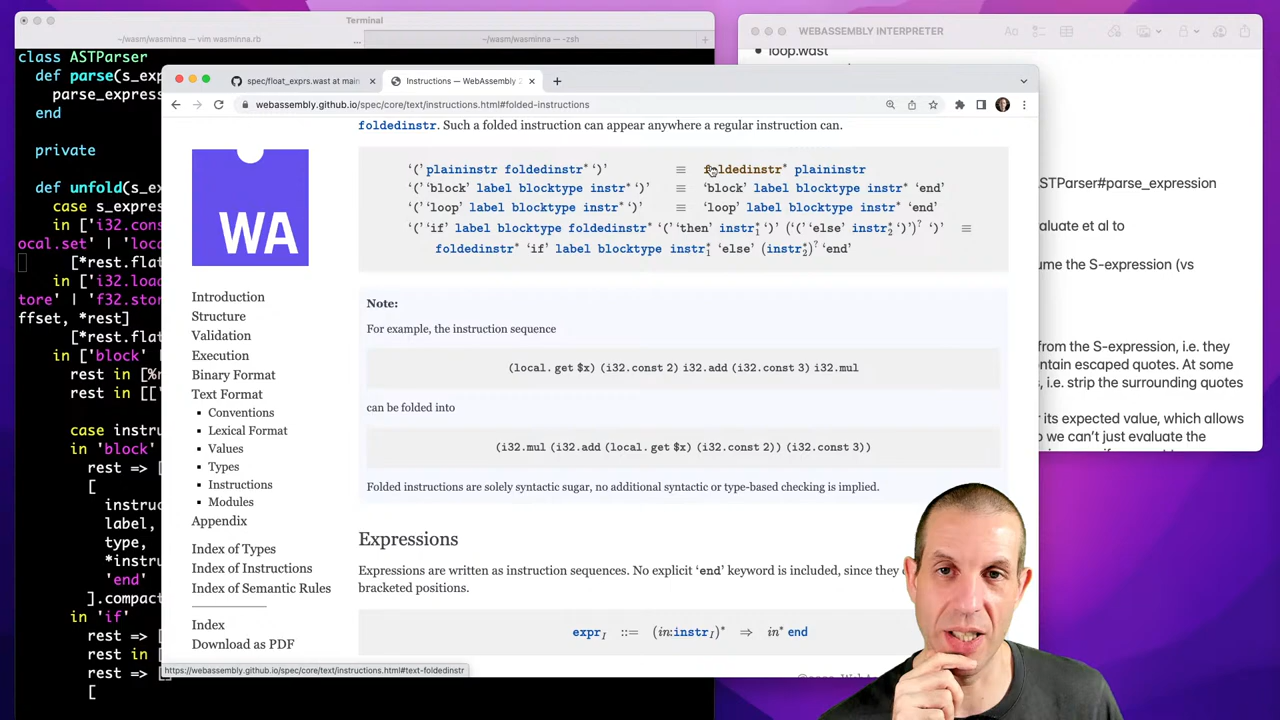 Terminal
~/wasm/wasminna — vim wasminna.rb
... ~/wasm/wasminna — -zsh
class ASTParser
def parse(s_exp
parse_express
end
private
def unfold(s_ex
case s_express
in ['i32.cons
ocal.set' | 'loca
[*rest.flat
in ['i32.load
tore' | 'f32.stor
ffset, *rest]
[*rest.flat
in ['block' |
rest in [
rest in [[
case instru
in 'block'
rest => [
[
instruc
label,
type,
*instru
'end'
].compact
in 'if'
rest => [
rest in [
rest => [
[
WEBASSEMBLY INTERPRETER
loop.wast
STParser#parse_expression
aluate et al to
ume the S-expression (vs
from the S-expression, i.e. they
ntain escaped quotes. At some
s, i.e. strip the surrounding quotes
r its expected value, which allows
o we can't just evaluate the
spec/float_exprs.wast at main
Instructions — WebAssembly 2
webassembly.github.io/spec/core/text/instructions.html#folded-instructions
foldedinstr. Such a folded instruction can appear anywhere a regular instruction can.
‘(’ plaininstr foldedinstr* ‘)’ ≡ foldedinstr* plaininstr
‘(’ ‘block’ label blocktype instr* ‘)’ ≡ ‘block’ label blocktype instr* ‘end’
‘(’ ‘loop’ label blocktype instr* ‘)’ ≡ ‘loop’ label blocktype instr* ‘end’
‘(’ ‘if’ label blocktype foldedinstr* ‘(’ ‘then’ instr₁* ‘)’ (‘(’ ‘else’ instr₂* ‘)’)? ‘)’ ≡
foldedinstr* ‘if’ label blocktype instr₁* ‘else’ (instr₂*)? ‘end’
WA
Introduction
Structure
Validation
Execution
Binary Format
Text Format
Conventions
Lexical Format
Values
Types
Instructions
Modules
Appendix
Index of Types
Index of Instructions
Index of Semantic Rules
Index
Download as PDF
Note:
For example, the instruction sequence
(local.get $x) (i32.const 2) i32.add (i32.const 3) i32.mul
can be folded into
(i32.mul (i32.add (local.get $x) (i32.const 2)) (i32.const 3))
Folded instructions are solely syntactic sugar, no additional syntactic or type-based checking is implied.
Expressions
Expressions are written as instruction sequences. No explicit ‘end’ keyword is included, since they
bracketed positions.
expr_I ::= (in:instr_I)* ⇒ in* end
https://webassembly.github.io/spec/core/text/instructions.html#text-foldedinstr